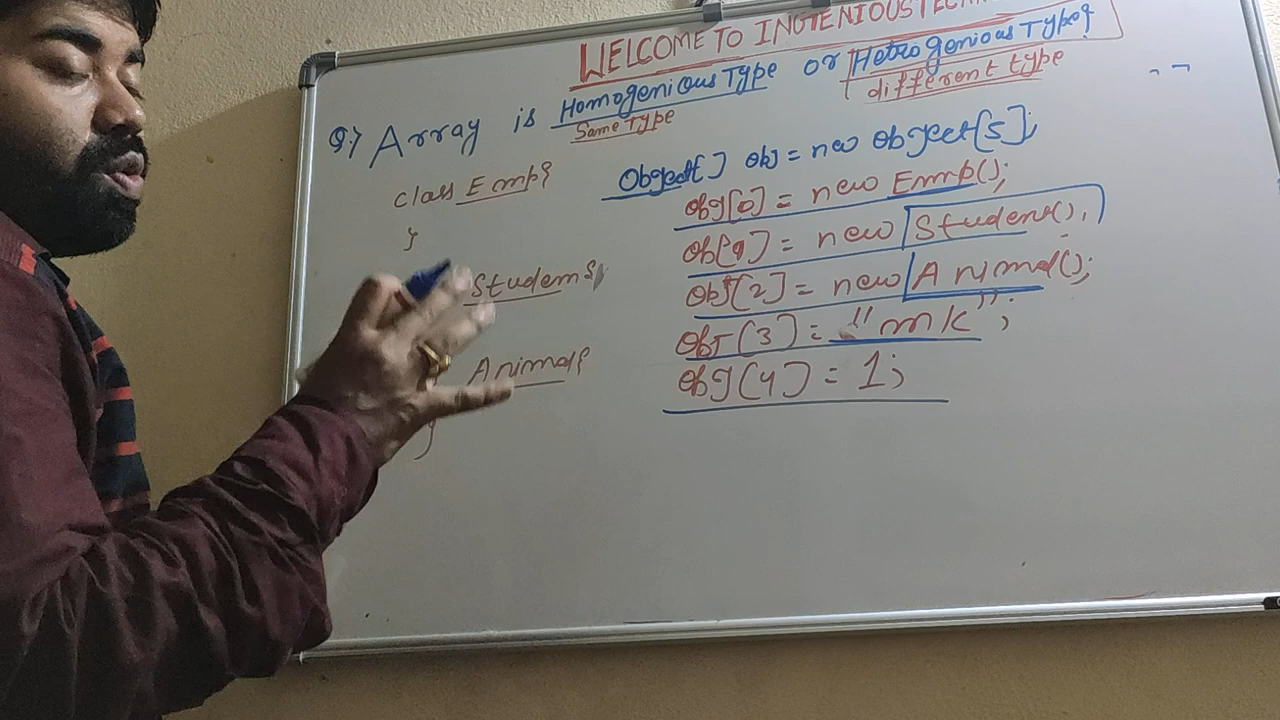 WELCOME TO INGTENIOUSTECH
Q) Array is Homogenious Type or Hetrogenious Type?
Same Type
different type
class Emp{
}
Student{
Animal{
}
Object[] obj = new Object[5];
obj[0] = new Emp();
obj[1] = new Student();
obj[2] = new Animal();
obj[3] = "mk";
obj[4] = 1;